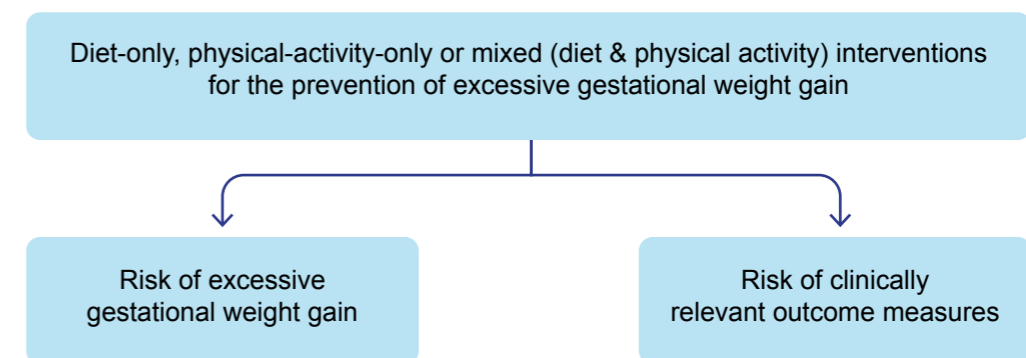 Diet-only, physical-activity-only or mixed (diet & physical activity) interventions
for the prevention of excessive gestational weight gain
Risk of excessive
gestational weight gain
Risk of clinically
relevant outcome measures